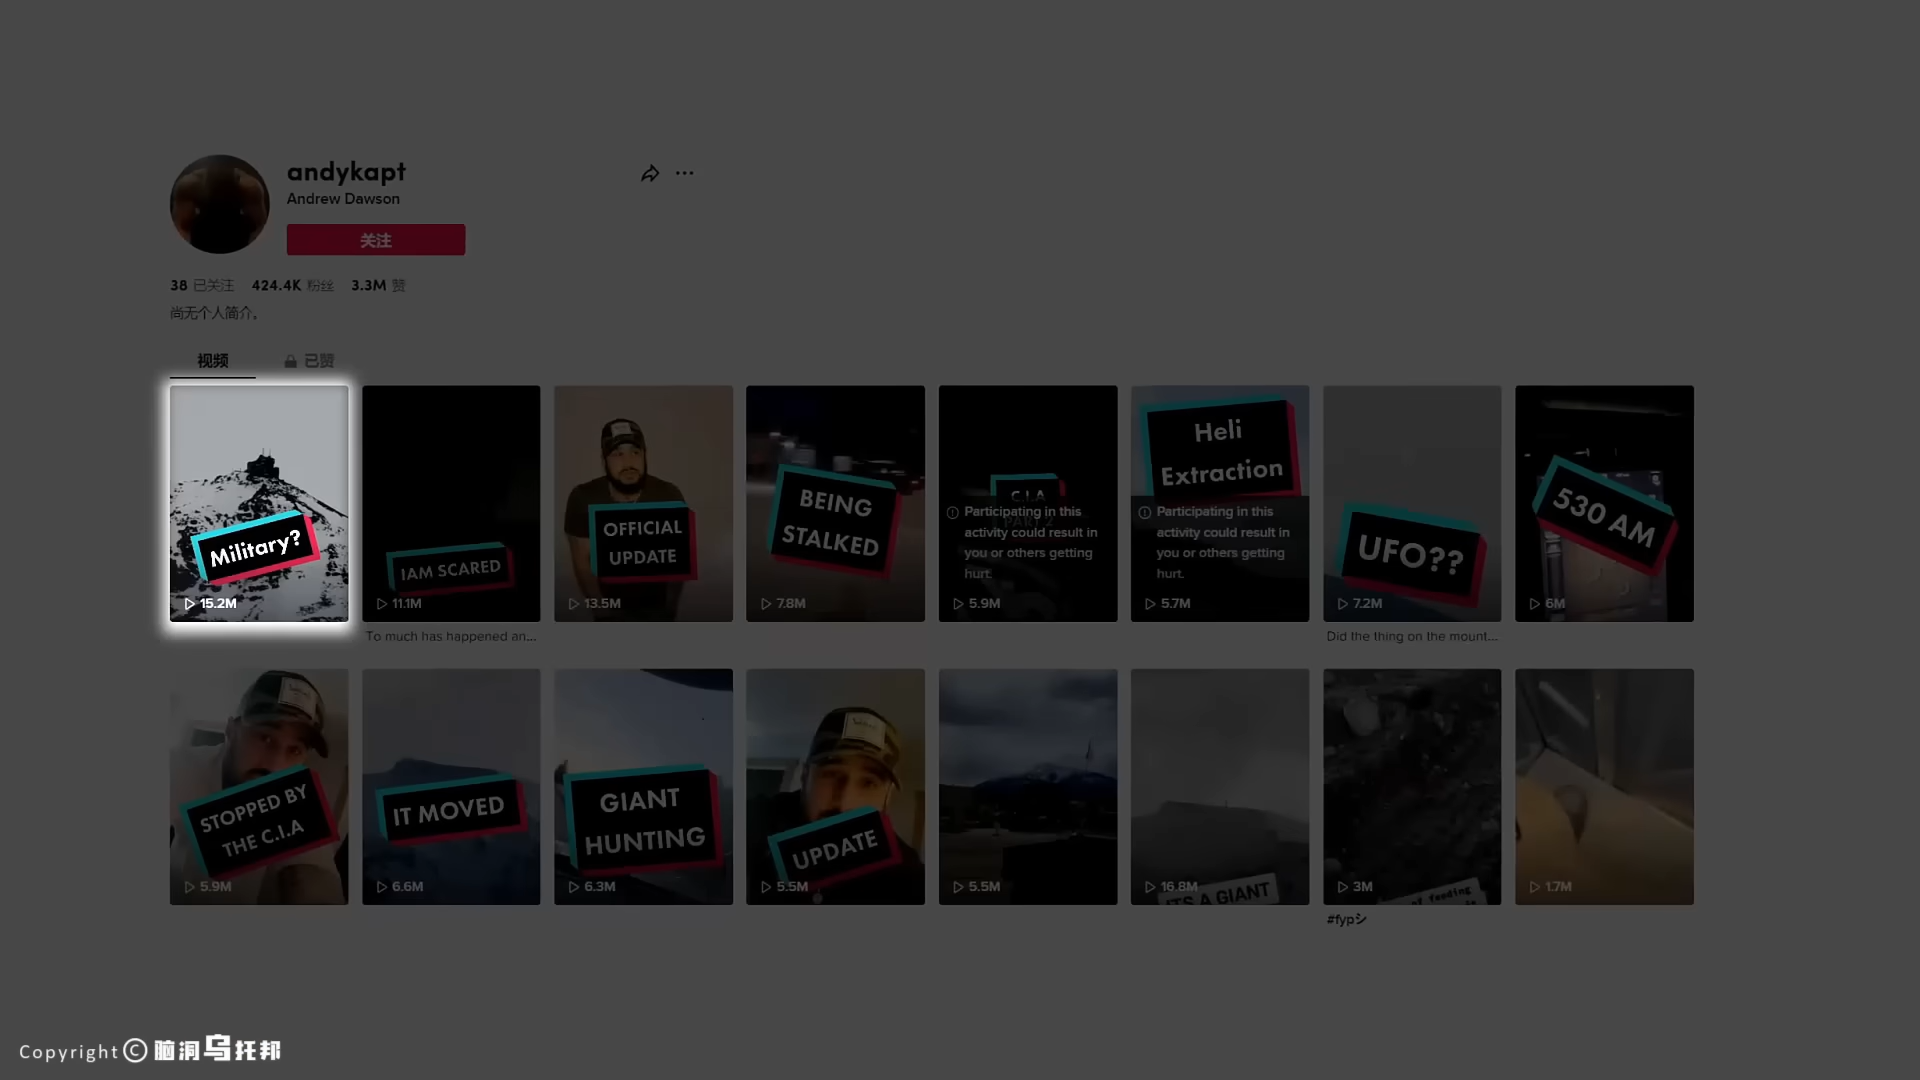 andykapt
Andrew Dawson
关注
38 已关注 424.4K 粉丝 3.3M 赞
尚无个人简介。
视频 已赞
Military?
15.2M
IAM SCARED
11.1M
To much has happened an...
OFFICIAL
UPDATE
13.5M
BEING
STALKED
7.8M
C.I.A
PART 2
Participating in this
activity could result in
you or others getting
hurt.
5.9M
Heli
Extraction
Participating in this
activity could result in
you or others getting
hurt.
5.7M
UFO??
7.2M
Did the thing on the mount...
530 AM
6M
STOPPED BY
THE C.I.A
5.9M
IT MOVED
6.6M
GIANT
HUNTING
6.3M
UPDATE
5.5M
5.5M
ITS A GIANT
16.8M
feeding
3M
#fypシ
1.7M
Copyright © 脑洞乌托邦